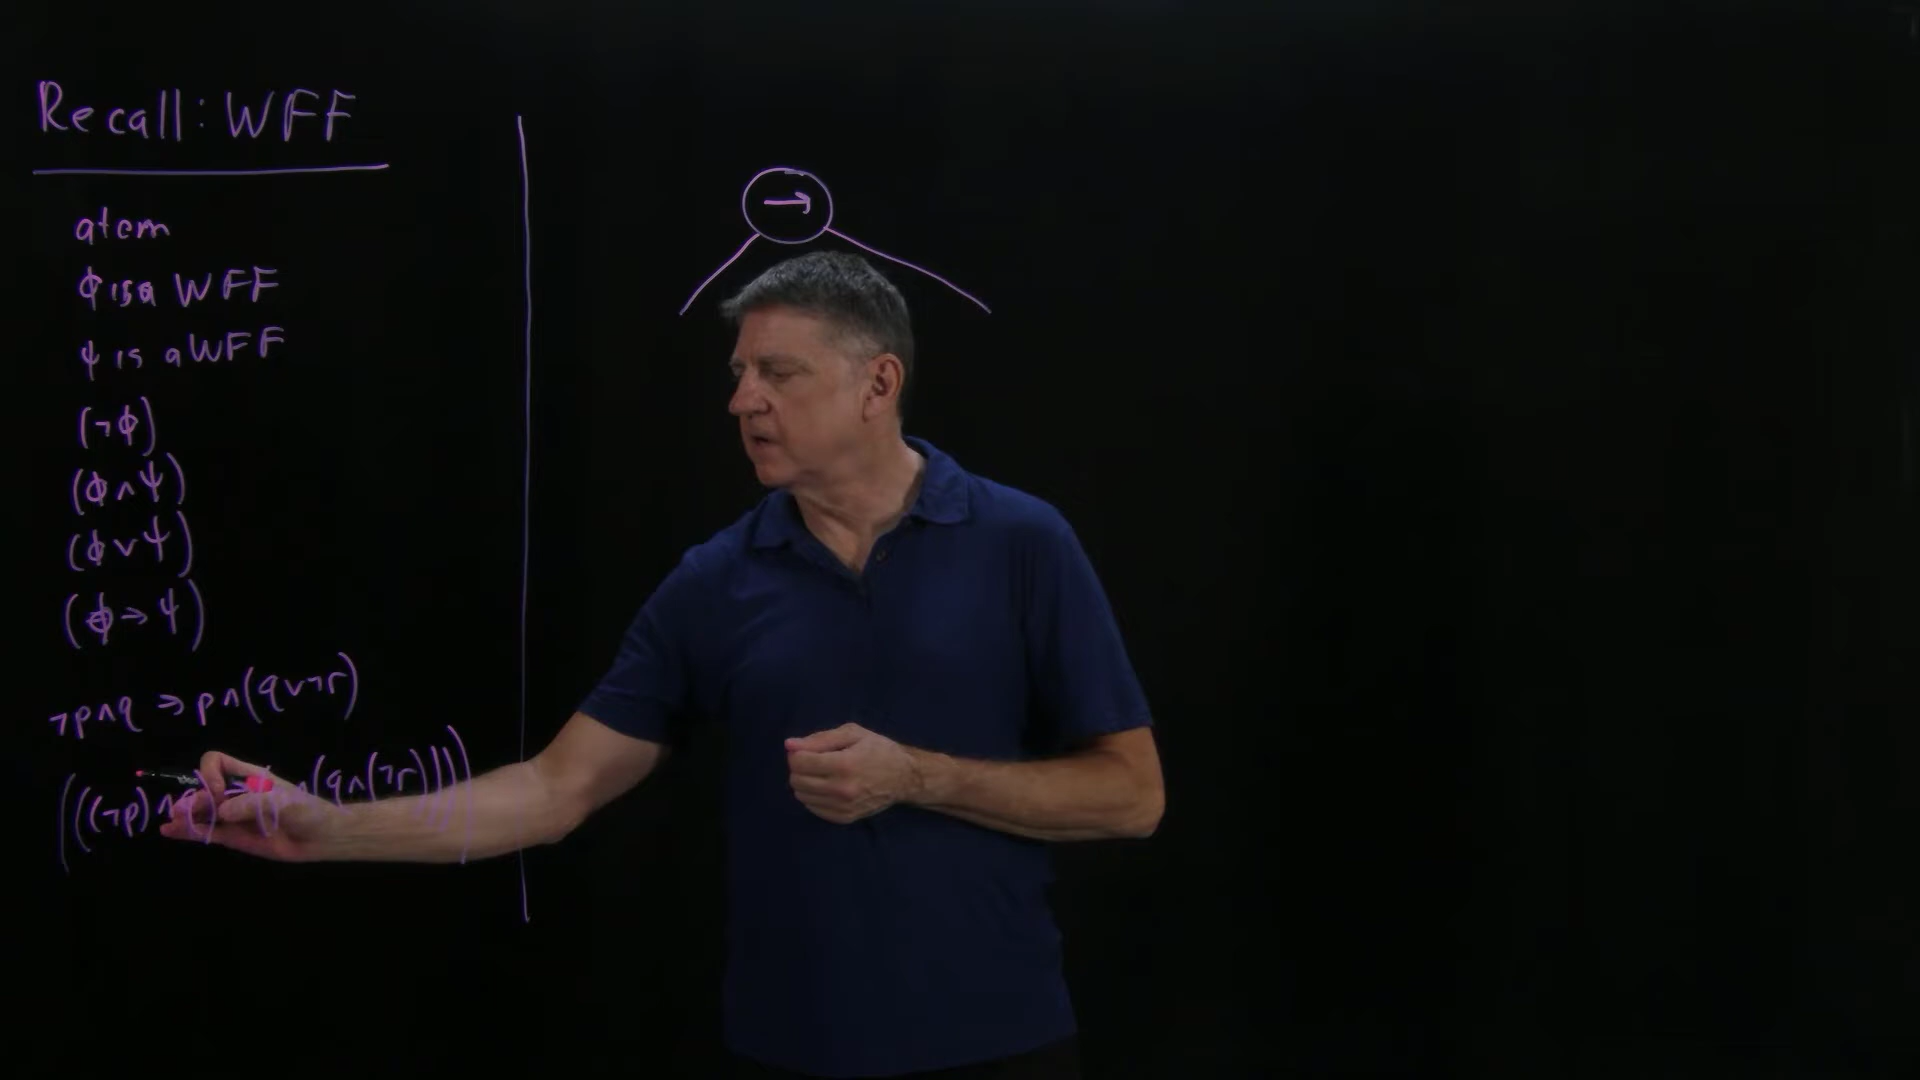 Recall: WFF
atom
ϕ is a WFF
ψ is a WFF
(¬ϕ)
(ϕ∧ψ)
(ϕ∨ψ)
(ϕ→ψ)
¬p∧q → p∧(q∨¬r)
(((¬p)∧q)→(p∧(q∧(¬r))))
→